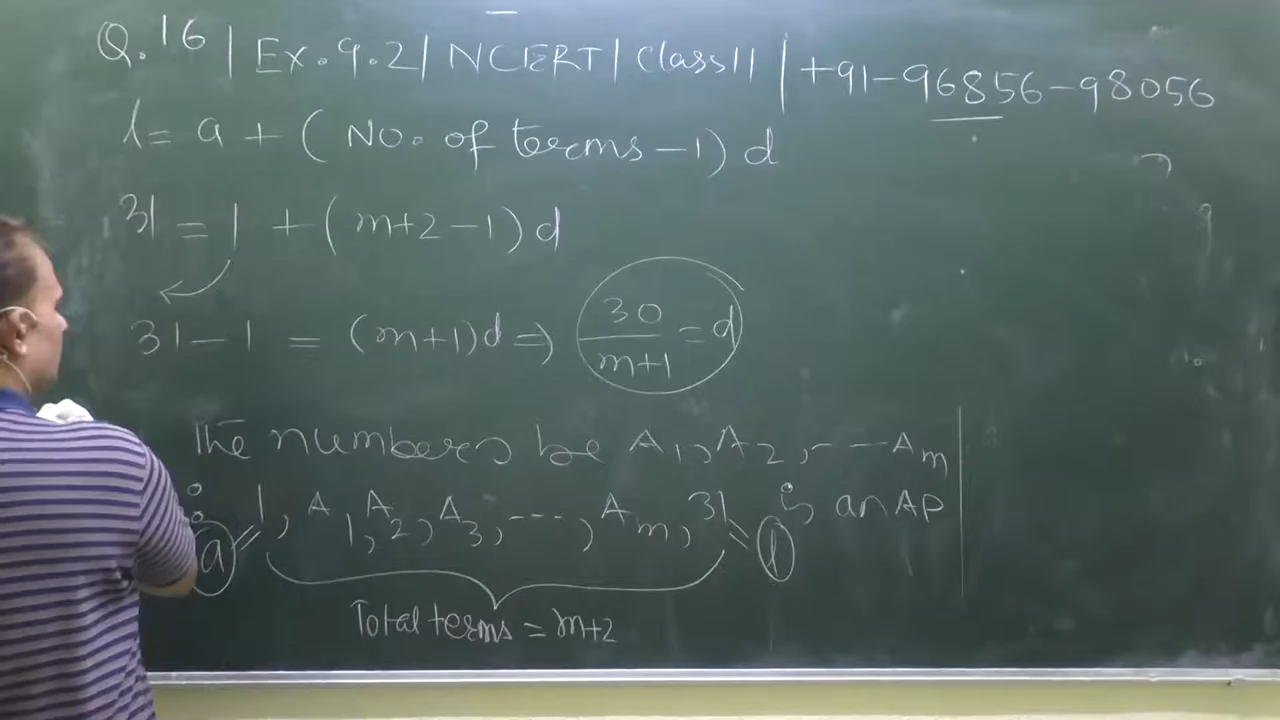 Q.16 | Ex.9.2 | NCERT | Class 11 | +91-96856-98056
l = a + (No. of terms - 1) d
31 = 1 + (m+2-1) d
31-1 = (m+1)d ⇒ 30/m+1 = d
The numbers be A1, A2, --- Am
∴ a = 1, A1, A2, A3, ---, Am, 31 = l is an AP
Total terms = m+2